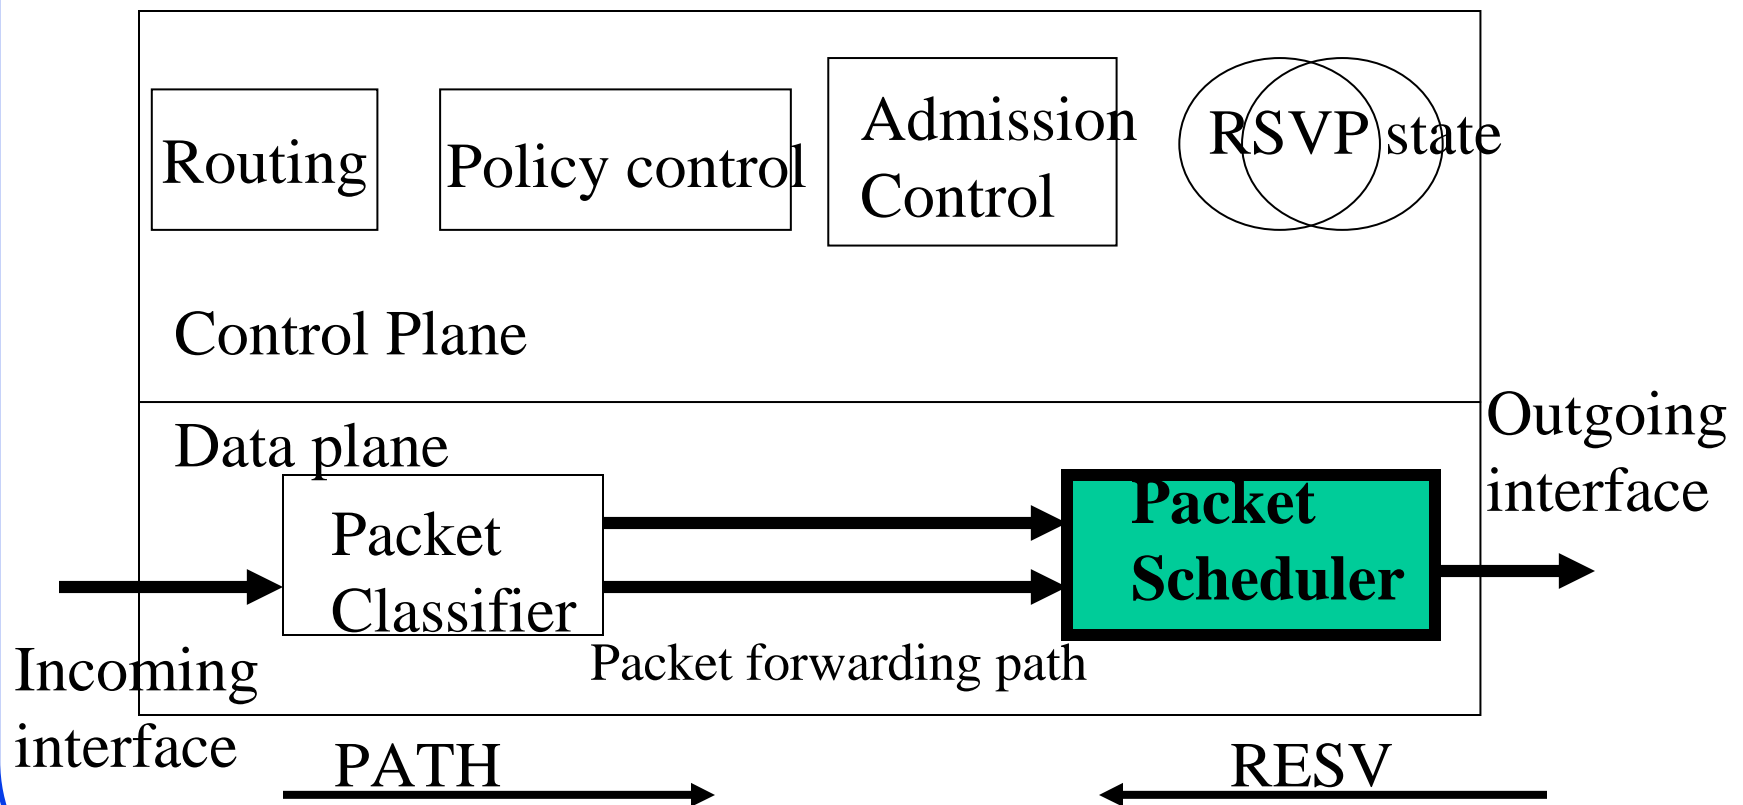 Routing
Policy control
Admission
Control
RSVP state
Control Plane
Data plane
Packet
Classifier
Packet
Scheduler
Outgoing
interface
Packet forwarding path
Incoming
interface
PATH
RESV